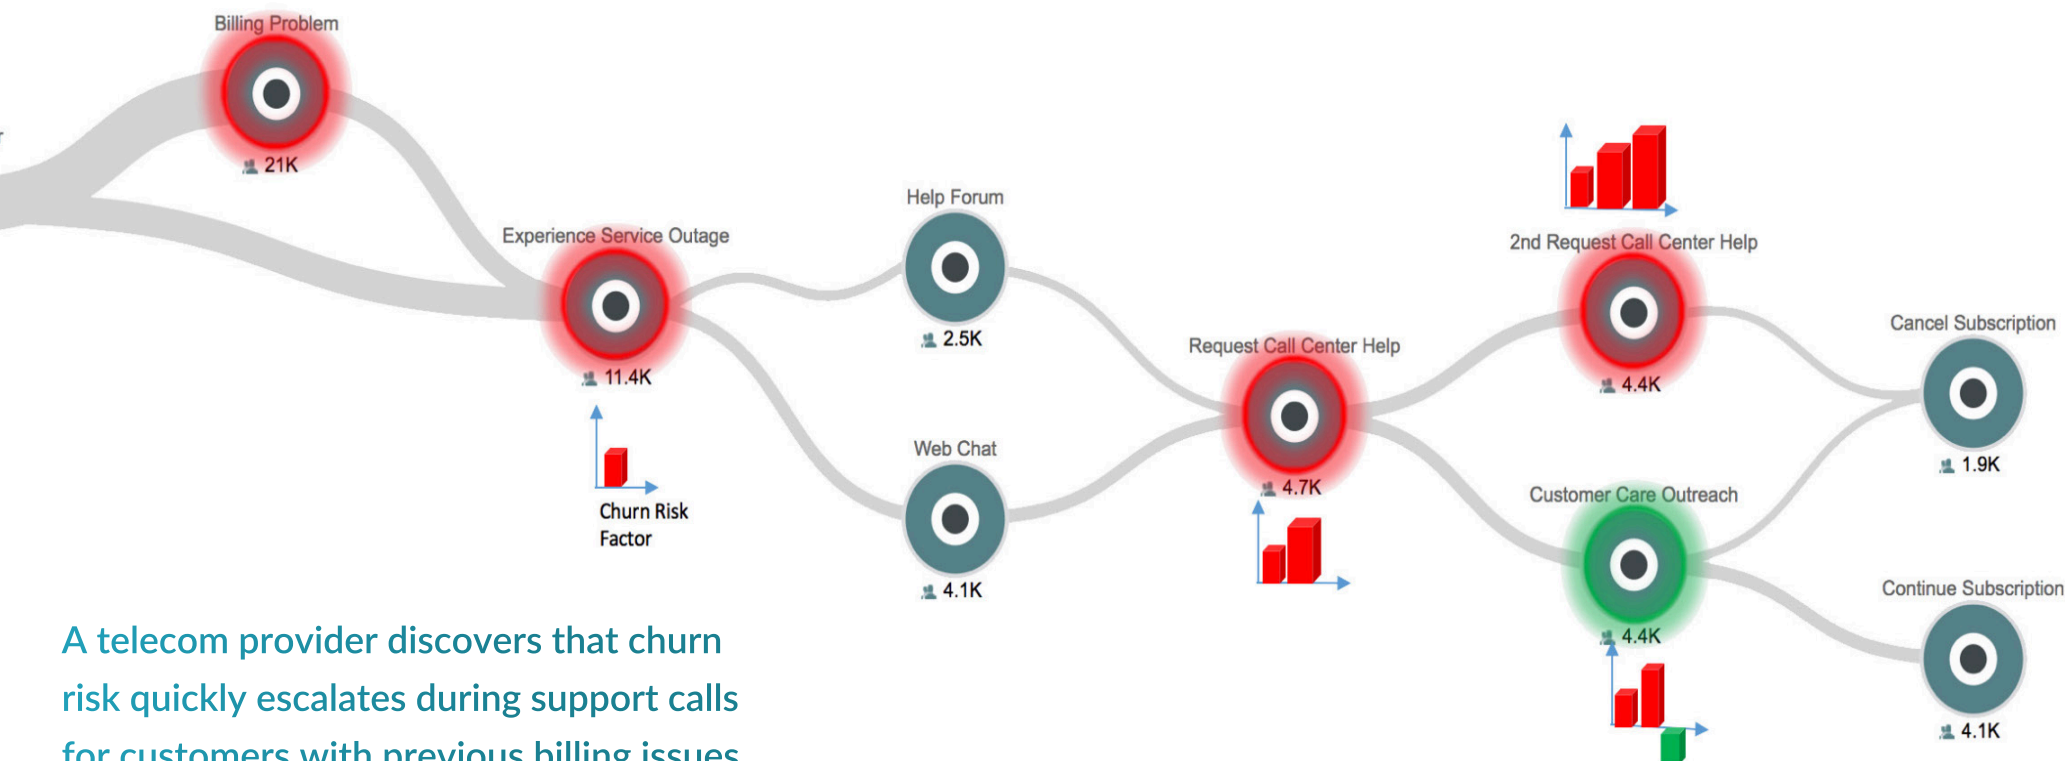 Billing Problem
21K
Experience Service Outage
11.4K
Churn Risk
Factor
Help Forum
2.5K
Web Chat
4.1K
Request Call Center Help
4.7K
2nd Request Call Center Help
4.4K
Customer Care Outreach
4.4K
Cancel Subscription
1.9K
Continue Subscription
4.1K
A telecom provider discovers that churn
risk quickly escalates during support calls
for customers with previous billing issues